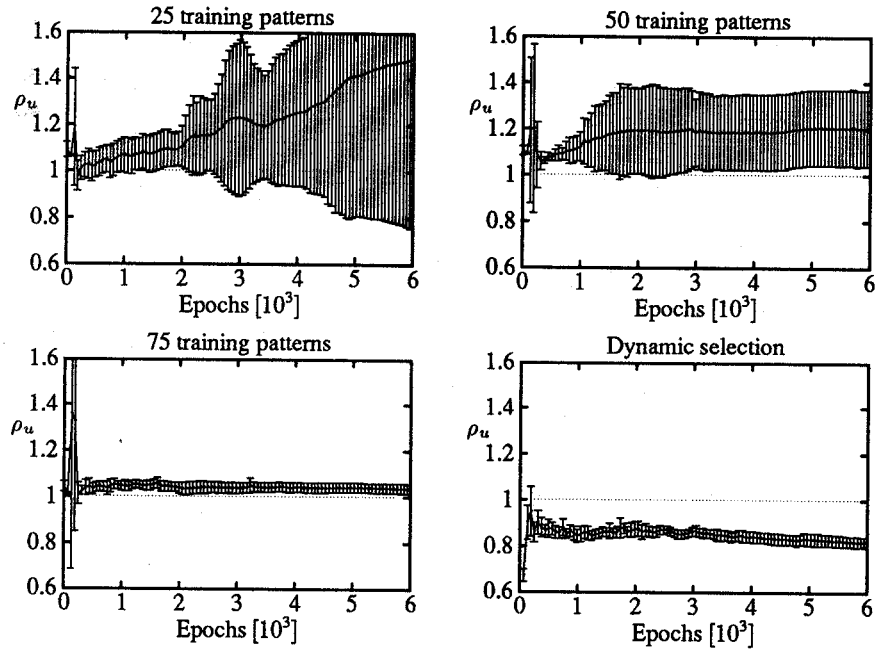 25 training patterns
1.6
1.4
ρu
1.2
1
0.8
0.6
0 1 2 3 4 5 6
Epochs [10³]
50 training patterns
1.6
1.4
ρu
1.2
1
0.8
0.6
0 1 2 3 4 5 6
Epochs [10³]
75 training patterns
1.6
1.4
ρu
1.2
1
0.8
0.6
0 1 2 3 4 5 6
Epochs [10³]
Dynamic selection
1.6
1.4
ρu
1.2
1
0.8
0.6
0 1 2 3 4 5 6
Epochs [10³]